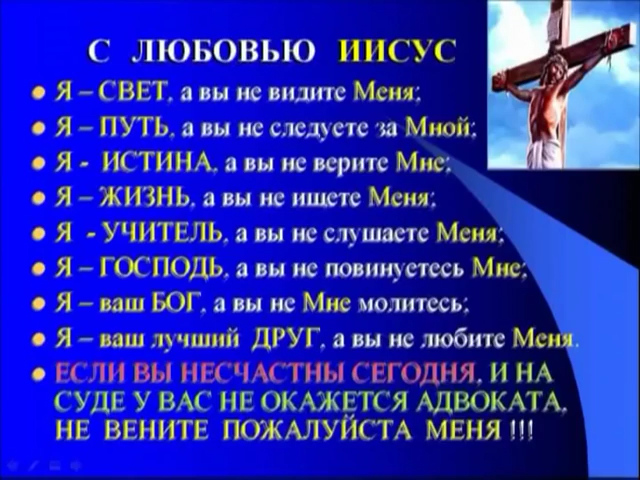 С ЛЮБОВЬЮ ИИСУС
Я – СВЕТ, а вы не видите Меня;
Я – ПУТЬ, а вы не следуете за Мной;
Я - ИСТИНА, а вы не верите Мне;
Я – ЖИЗНЬ, а вы не ищете Меня;
Я - УЧИТЕЛЬ, а вы не слушаете Меня;
Я – ГОСПОДЬ, а вы не повинуетесь Мне;
Я – ваш БОГ, а вы не Мне молитесь;
Я – ваш лучший ДРУГ, а вы не любите Меня.
ЕСЛИ ВЫ НЕСЧАСТНЫ СЕГОДНЯ, И НА
СУДЕ У ВАС НЕ ОКАЖЕТСЯ АДВОКАТА,
НЕ ВЕНИТЕ ПОЖАЛУЙСТА МЕНЯ !!!